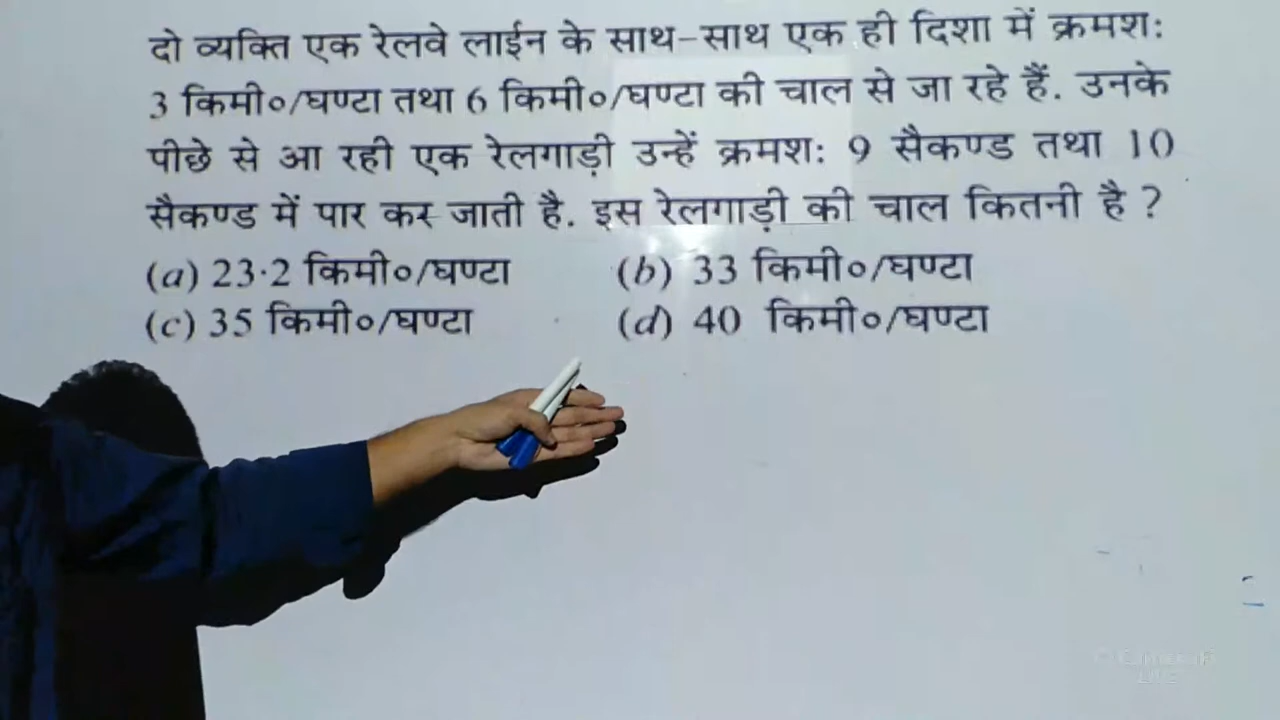 दो व्यक्ति एक रेलवे लाईन के साथ-साथ एक ही दिशा में क्रमशः
3 किमी०/घण्टा तथा 6 किमी०/घण्टा की चाल से जा रहे हैं. उनके
पीछे से आ रही एक रेलगाड़ी उन्हें क्रमशः 9 सैकण्ड तथा 10
सैकण्ड में पार कर जाती है. इस रेलगाड़ी की चाल कितनी है ?
(a) 23·2 किमी०/घण्टा (b) 33 किमी०/घण्टा
(c) 35 किमी०/घण्टा (d) 40 किमी०/घण्टा
LIVE